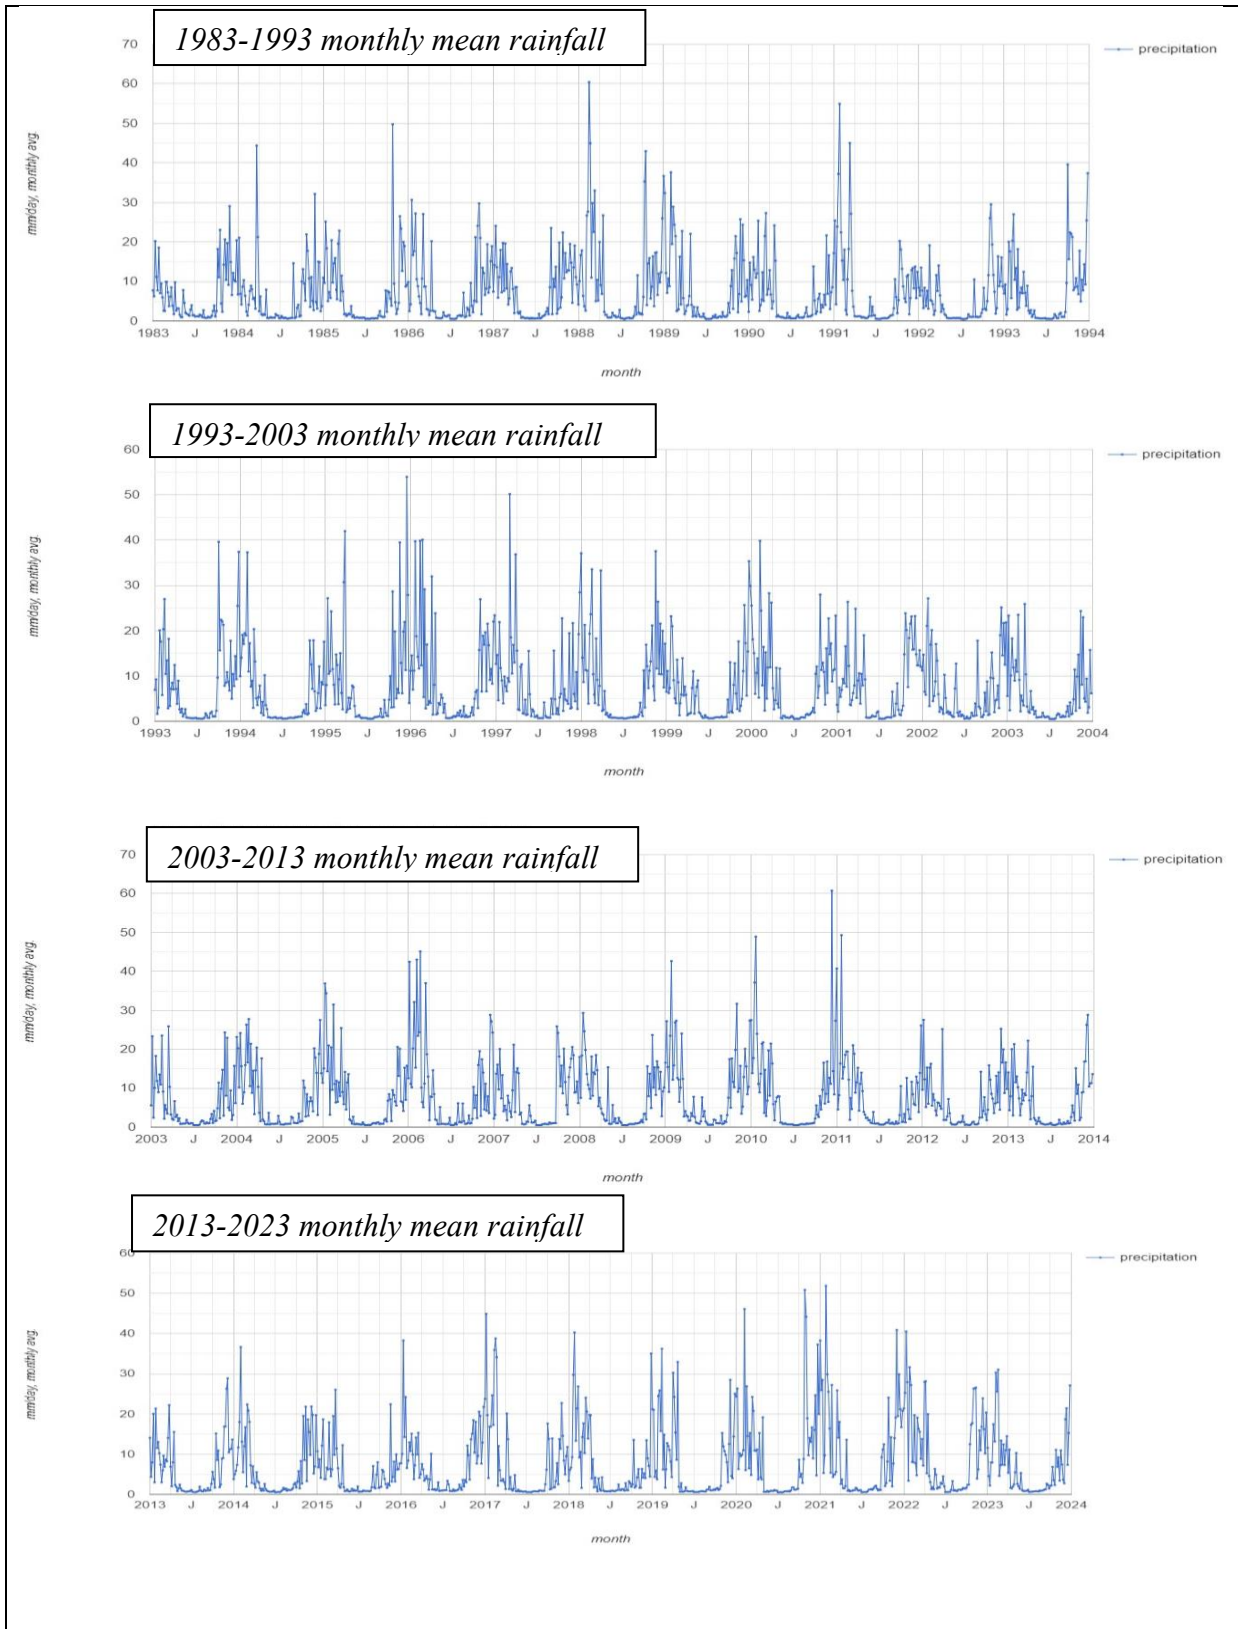 1983-1993 monthly mean rainfall
70
60
50
40
30
20
10
0
mm/day, monthly avg.
precipitation
1983 J 1984 J 1985 J 1986 J 1987 J 1988 J 1989 J 1990 J 1991 J 1992 J 1993 J 1994
month
1993-2003 monthly mean rainfall
60
50
40
30
20
10
0
mm/day, monthly avg.
precipitation
1993 J 1994 J 1995 J 1996 J 1997 J 1998 J 1999 J 2000 J 2001 J 2002 J 2003 J 2004
month
2003-2013 monthly mean rainfall
70
60
50
40
30
20
10
0
mm/day, monthly avg.
precipitation
2003 J 2004 J 2005 J 2006 J 2007 J 2008 J 2009 J 2010 J 2011 J 2012 J 2013 J 2014
month
2013-2023 monthly mean rainfall
60
50
40
30
20
10
0
mm/day, monthly avg.
precipitation
2013 J 2014 J 2015 J 2016 J 2017 J 2018 J 2019 J 2020 J 2021 J 2022 J 2023 J 2024
month